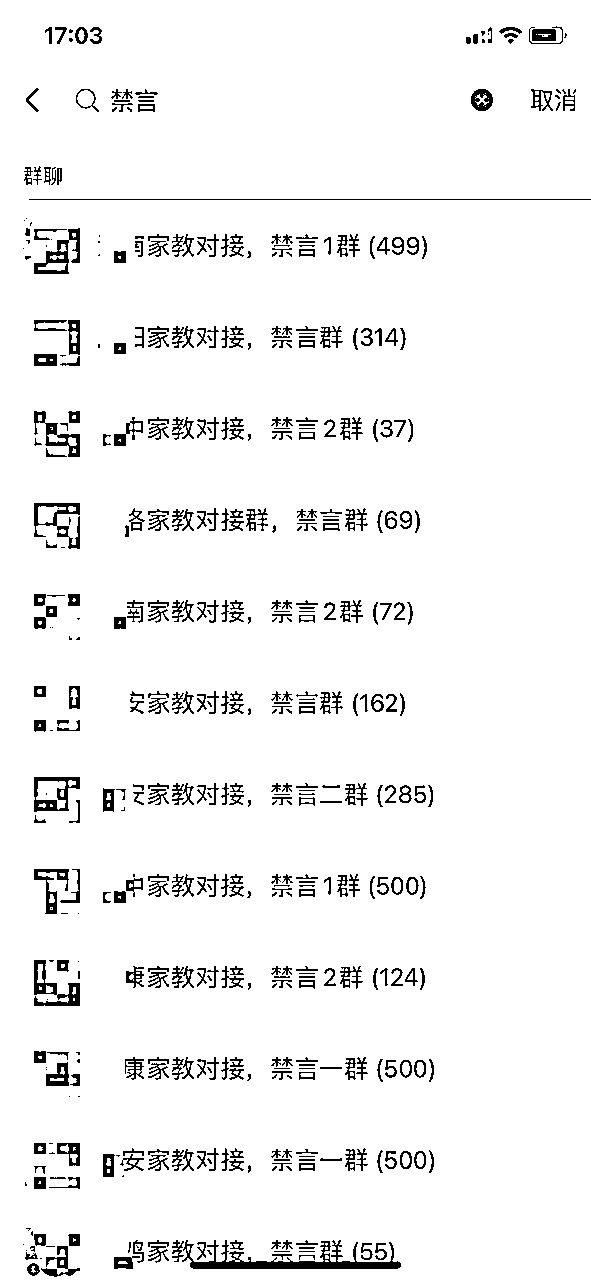 17:03
禁言
取消
群聊
南家教对接，禁言1群 (499)
家教对接，禁言群 (314)
中家教对接，禁言2群 (37)
家教对接群，禁言群 (69)
南家教对接，禁言2群 (72)
安家教对接，禁言群 (162)
安家教对接，禁言二群 (285)
中家教对接，禁言1群 (500)
康家教对接，禁言2群 (124)
康家教对接，禁言一群 (500)
安家教对接，禁言一群 (500)
家教对接，禁言群 (55)